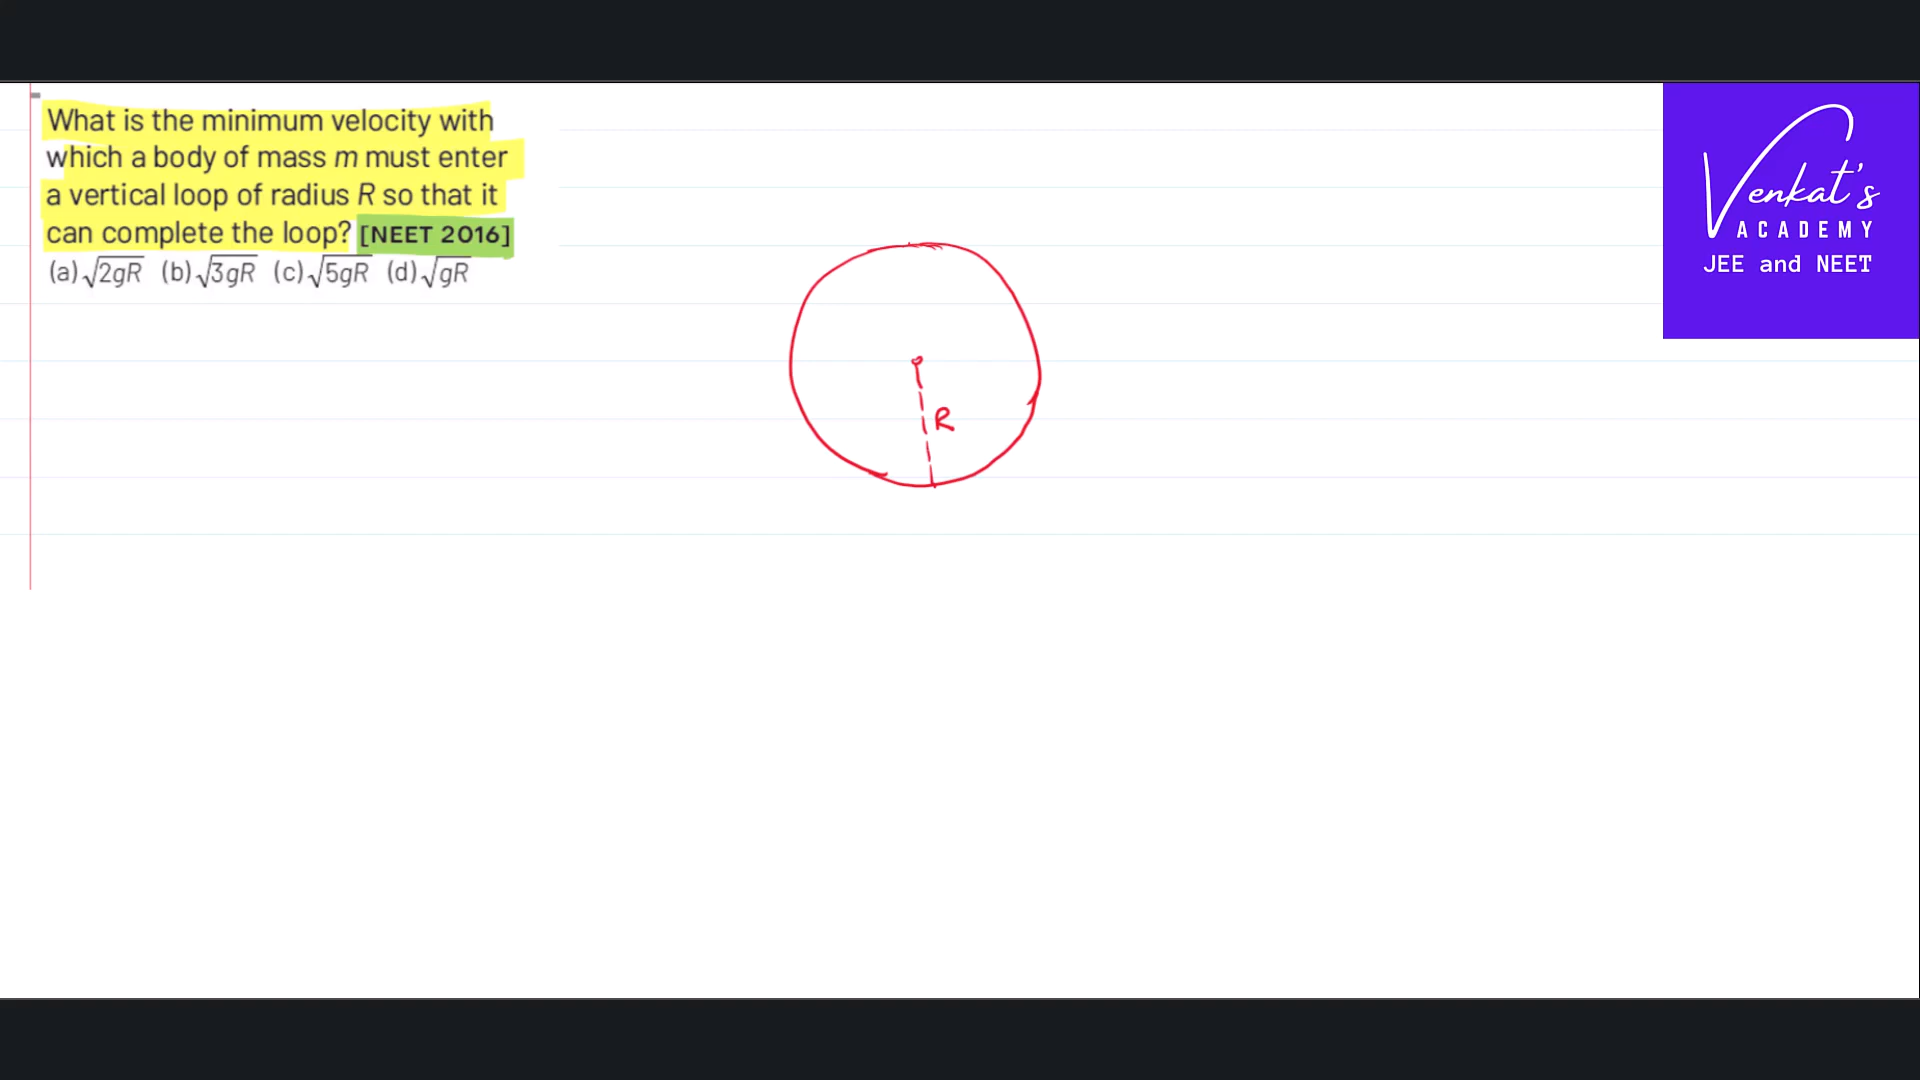 What is the minimum velocity with
which a body of mass m must enter
a vertical loop of radius R so that it
can complete the loop? [NEET 2016]
(a) √2gR (b) √3gR (c) √5gR (d) √gR
R
Venkat's
ACADEMY
JEE and NEET